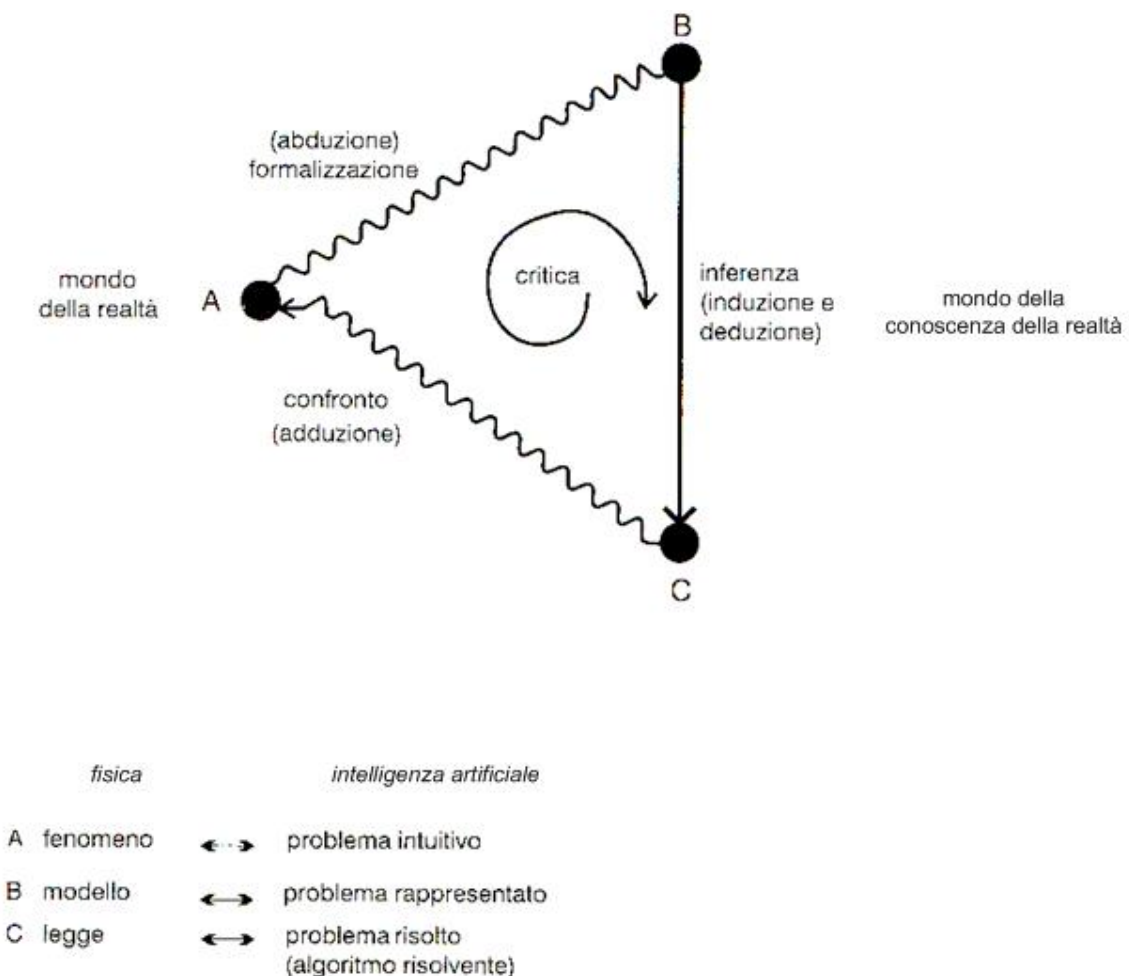 B
(abduzione)
formalizzazione
critica
mondo
della realtà
A
inferenza
(induzione e
deduzione)
mondo della
conoscenza della realtà
confronto
(adduzione)
C
fisica
intelligenza artificiale
A fenomeno
problema intuitivo
B modello
problema rappresentato
C legge
problema risolto
(algoritmo risolvente)